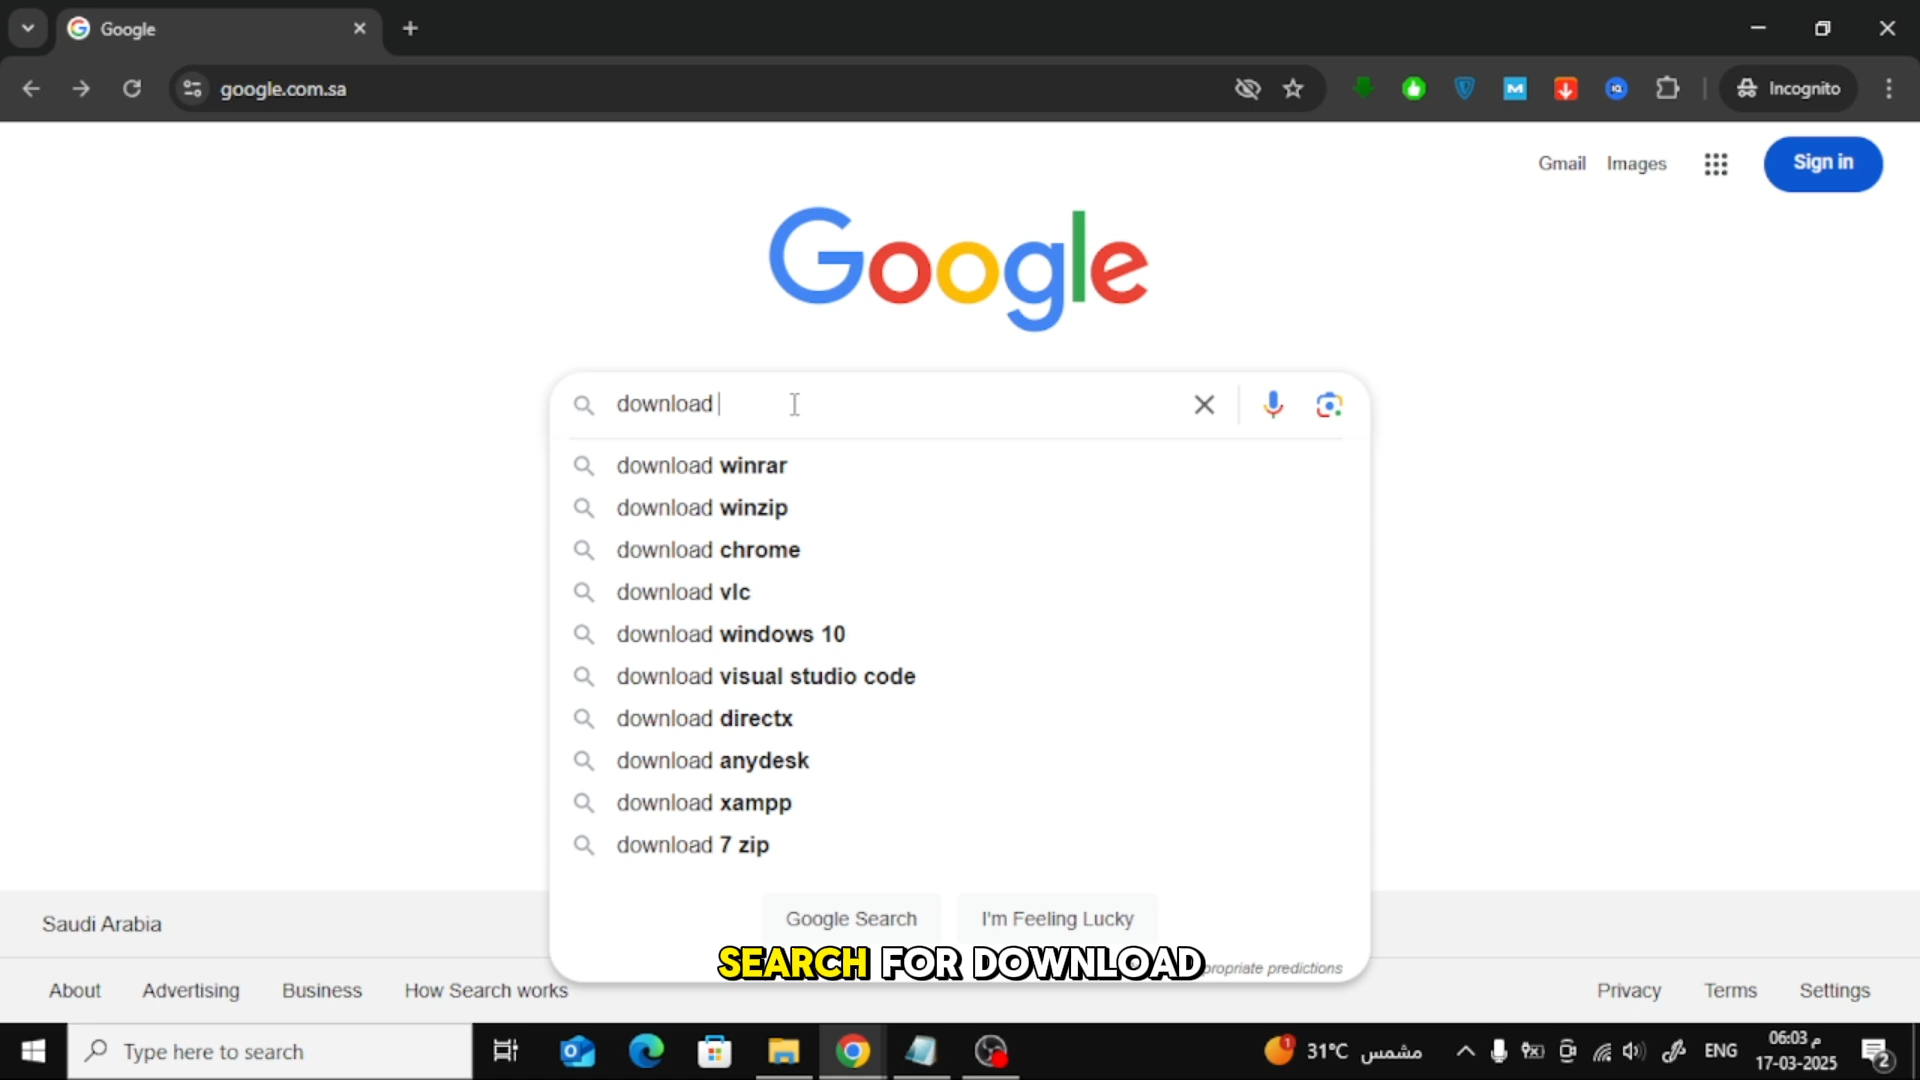 Google
google.com.sa
Incognito
Gmail Images
Sign in
Google
download
download winrar
download winzip
download chrome
download vlc
download windows 10
download visual studio code
download directx
download anydesk
download xampp
download 7 zip
Google Search I'm Feeling Lucky
SEARCH FOR DOWNLOAD
propriate predictions
Saudi Arabia
About Advertising Business How Search works
Privacy Terms Settings
Type here to search
1
31°C مشمس
ENG
06:03 م
17-03-2025
2